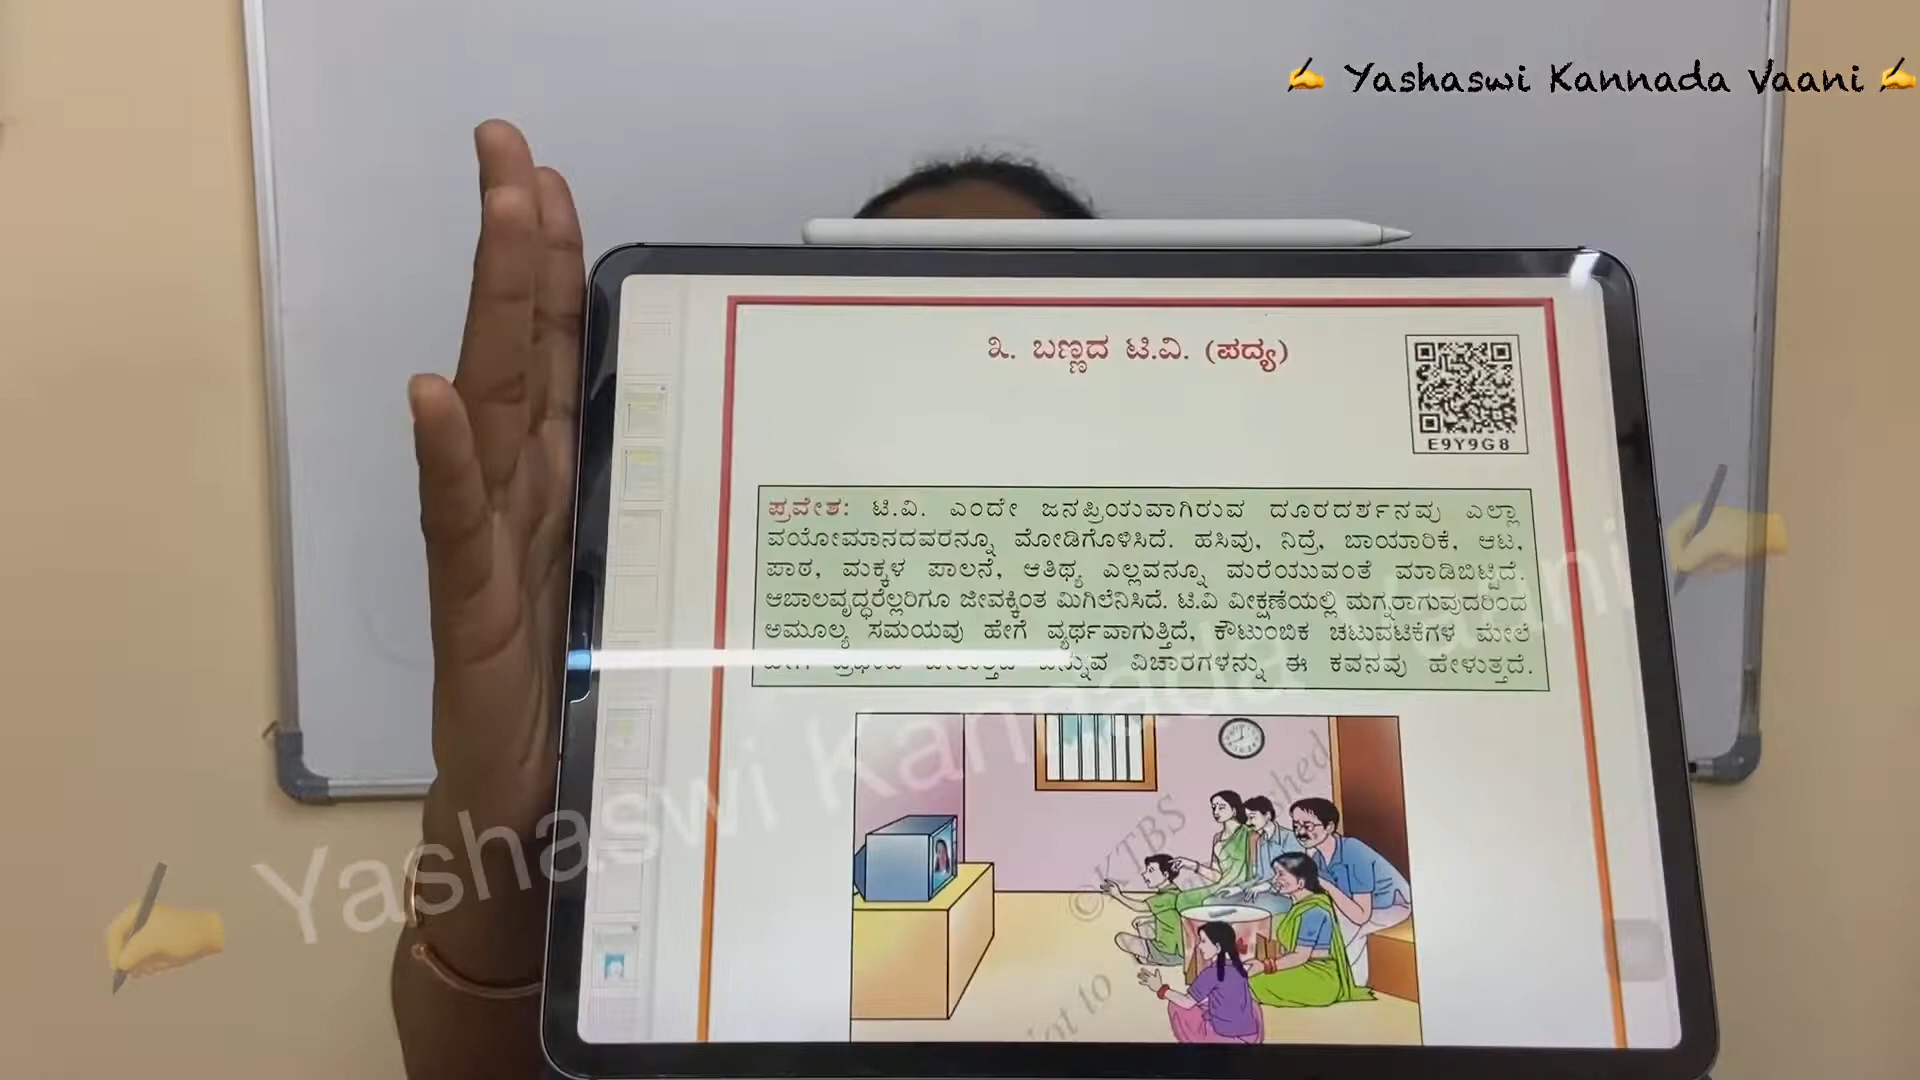 ✍ Yashaswi Kannada Vaani ✍
೩. ಬಣ್ಣದ ಟಿ.ವಿ. (ಪದ್ಯ)
E9Y9G8
ಪ್ರವೇಶ: ಟಿ.ವಿ. ಎಂದೇ ಜನಪ್ರಿಯವಾಗಿರುವ ದೂರದರ್ಶನವು ಎಲ್ಲಾ
ವಯೋಮಾನದವರನ್ನೂ ಮೋಡಿಗೊಳಿಸಿದೆ. ಹಸಿವು, ನಿದ್ರೆ, ಬಾಯಾರಿಕೆ, ಆಟ,
ಪಾಠ, ಮಕ್ಕಳ ಪಾಲನೆ, ಆತಿಥ್ಯ ಎಲ್ಲವನ್ನೂ ಮರೆಯುವಂತೆ ಮಾಡಿಬಿಟ್ಟಿದೆ.
ಆಬಾಲವೃದ್ಧರೆಲ್ಲರಿಗೂ ಜೀವಕ್ಕಿಂತ ಮಿಗಿಲೆನಿಸಿದೆ. ಟಿ.ವಿ ವೀಕ್ಷಣೆಯಲ್ಲಿ ಮಗ್ನರಾಗುವುದರಿಂದ
ಅಮೂಲ್ಯ ಸಮಯವು ಹೇಗೆ ವ್ಯರ್ಥವಾಗುತ್ತಿದೆ, ಕೌಟುಂಬಿಕ ಚಟುವಟಿಕೆಗಳ ಮೇಲೆ
ವಿಚಾರಗಳನ್ನು ಈ ಕವನವು ಹೇಳುತ್ತದೆ.
Yashaswi Kannada Vaani
©KTBS